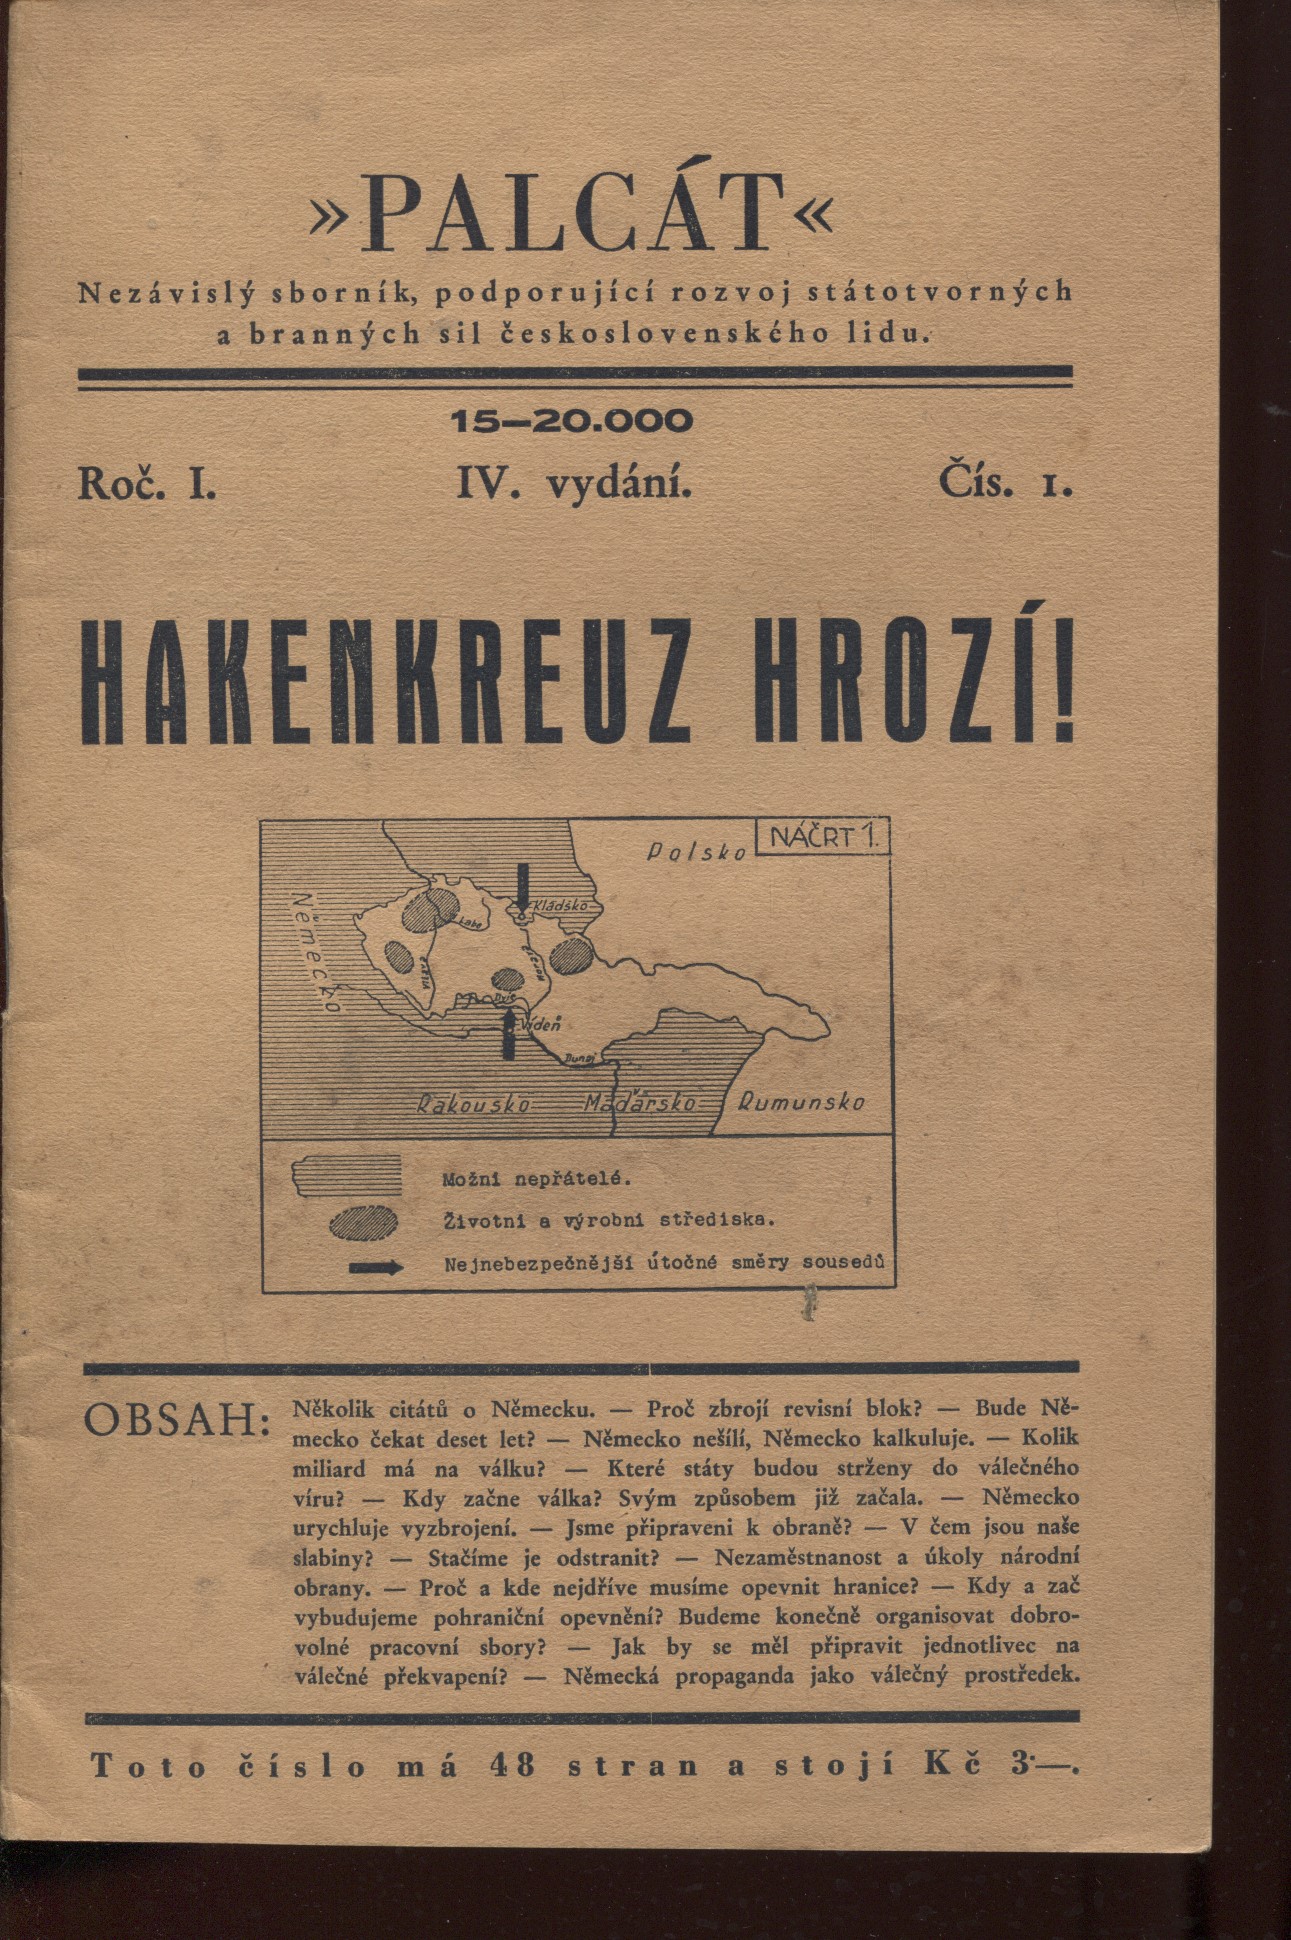 »PALCÁT«
Nezávislý sborník, podporující rozvoj státotvorných
a branných sil československého lidu.
15—20.000
Roč. I. IV. vydání. Čís. 1.
HAKENKREUZ HROZÍ!
NÁČRT 1.
Polsko
Německo
Kladsko
Labe
Vltava
Morava
Dyje
Vídeň
Dunaj
Rakousko Maďarsko Rumunsko
Možni nepřátelé.
Životni a výrobni střediska.
Nejnebezpečnější útočné směry sousedů
OBSAH: Několik citátů o Německu. — Proč zbrojí revisní blok? — Bude Ně-
mecko čekat deset let? — Německo nešílí, Německo kalkuluje. — Kolik
miliard má na válku? — Které státy budou strženy do válečného
víru? — Kdy začne válka? Svým způsobem již začala. — Německo
urychluje vyzbrojení. — Jsme připraveni k obraně? — V čem jsou naše
slabiny? — Stačíme je odstranit? — Nezaměstnanost a úkoly národní
obrany. — Proč a kde nejdříve musíme opevnit hranice? — Kdy a zač
vybudujeme pohraniční opevnění? Budeme konečně organisovat dobro-
volné pracovní sbory? — Jak by se měl připravit jednotlivec na
válečné překvapení? — Německá propaganda jako válečný prostředek.
Toto číslo má 48 stran a stojí Kč 3·—.